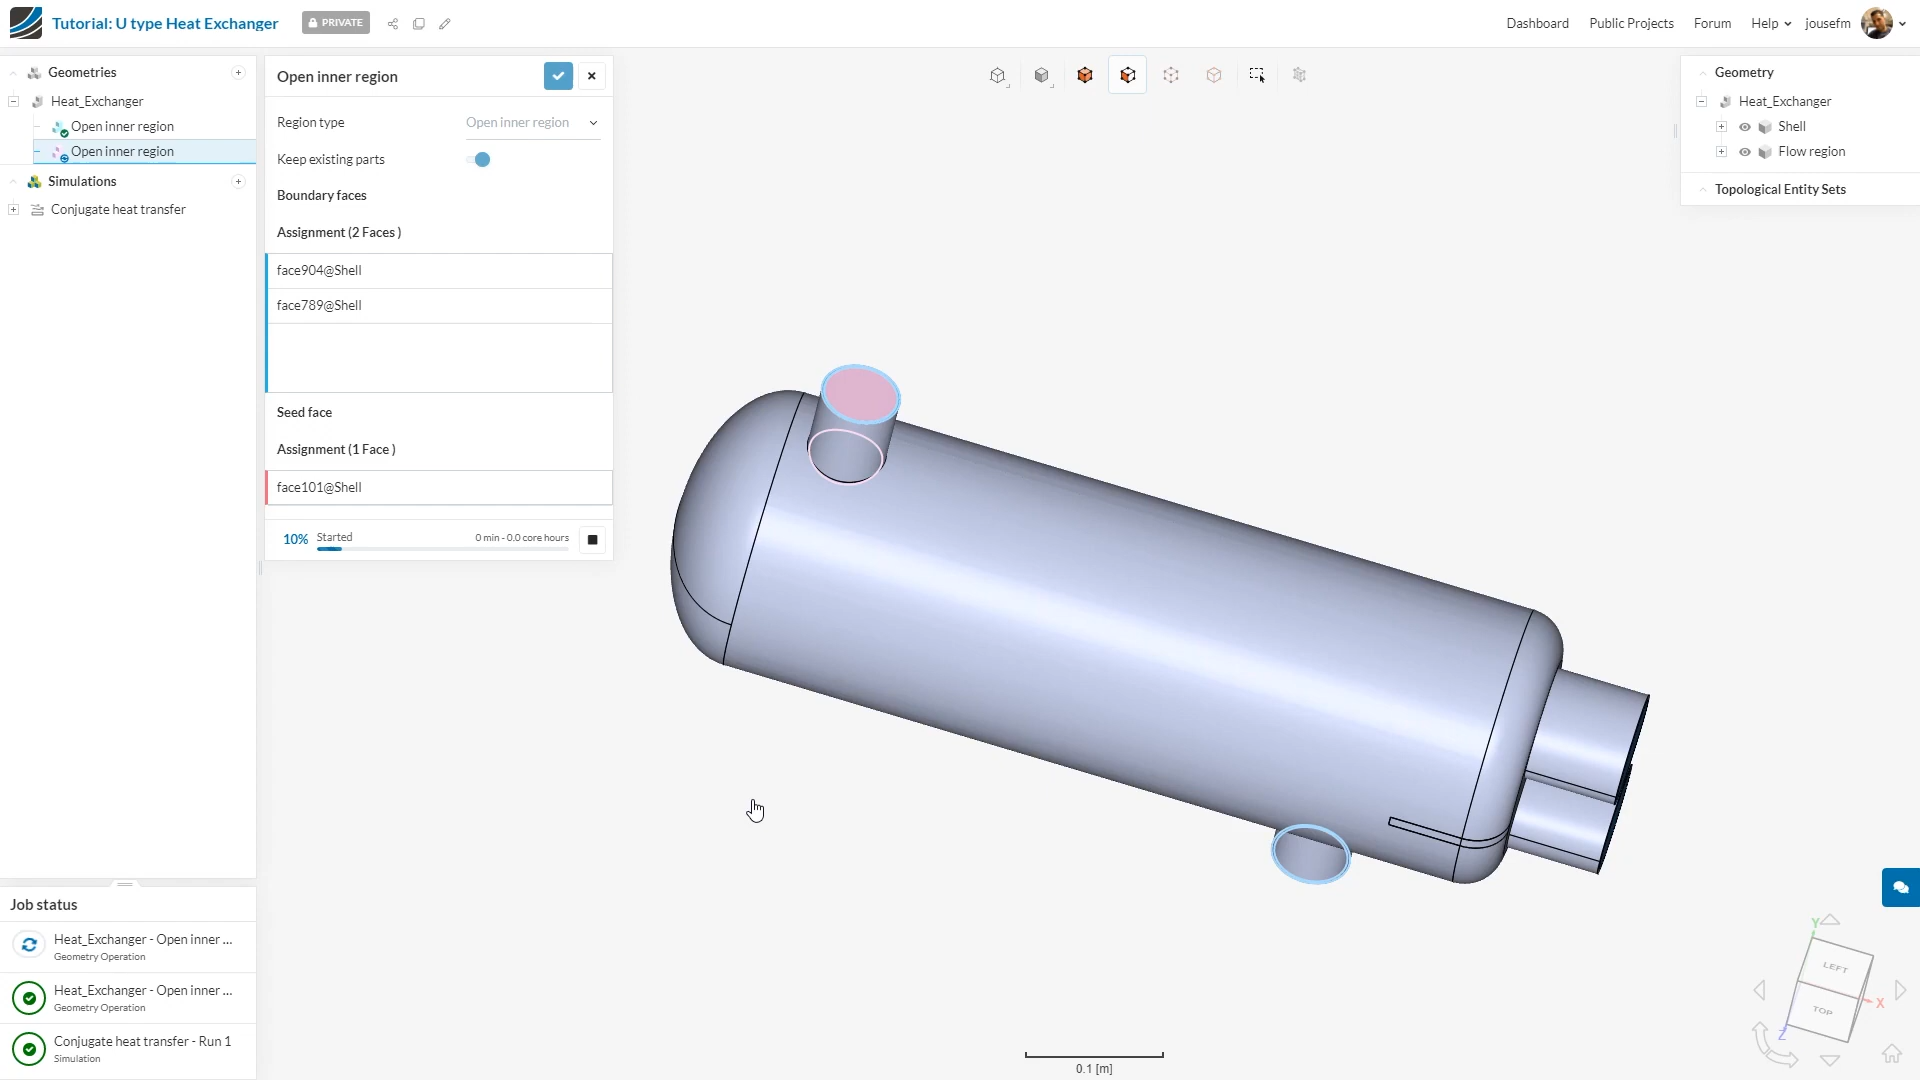 Tutorial: U type Heat Exchanger
PRIVATE
Dashboard
Public Projects
Forum
Help
jousefm
Geometries
Heat_Exchanger
Open inner region
Open inner region
Simulations
Conjugate heat transfer
Open inner region
Region type
Open inner region
Keep existing parts
Boundary faces
Assignment (2 Faces )
face904@Shell
face789@Shell
Seed face
Assignment (1 Face )
face101@Shell
10%
Started
0 min - 0.0 core hours
Geometry
Heat_Exchanger
Shell
Flow region
Topological Entity Sets
Job status
Heat_Exchanger - Open inner ...
Geometry Operation
Heat_Exchanger - Open inner ...
Geometry Operation
Conjugate heat transfer - Run 1
Simulation
0.1 [m]
Y
LEFT
X
TOP
Z